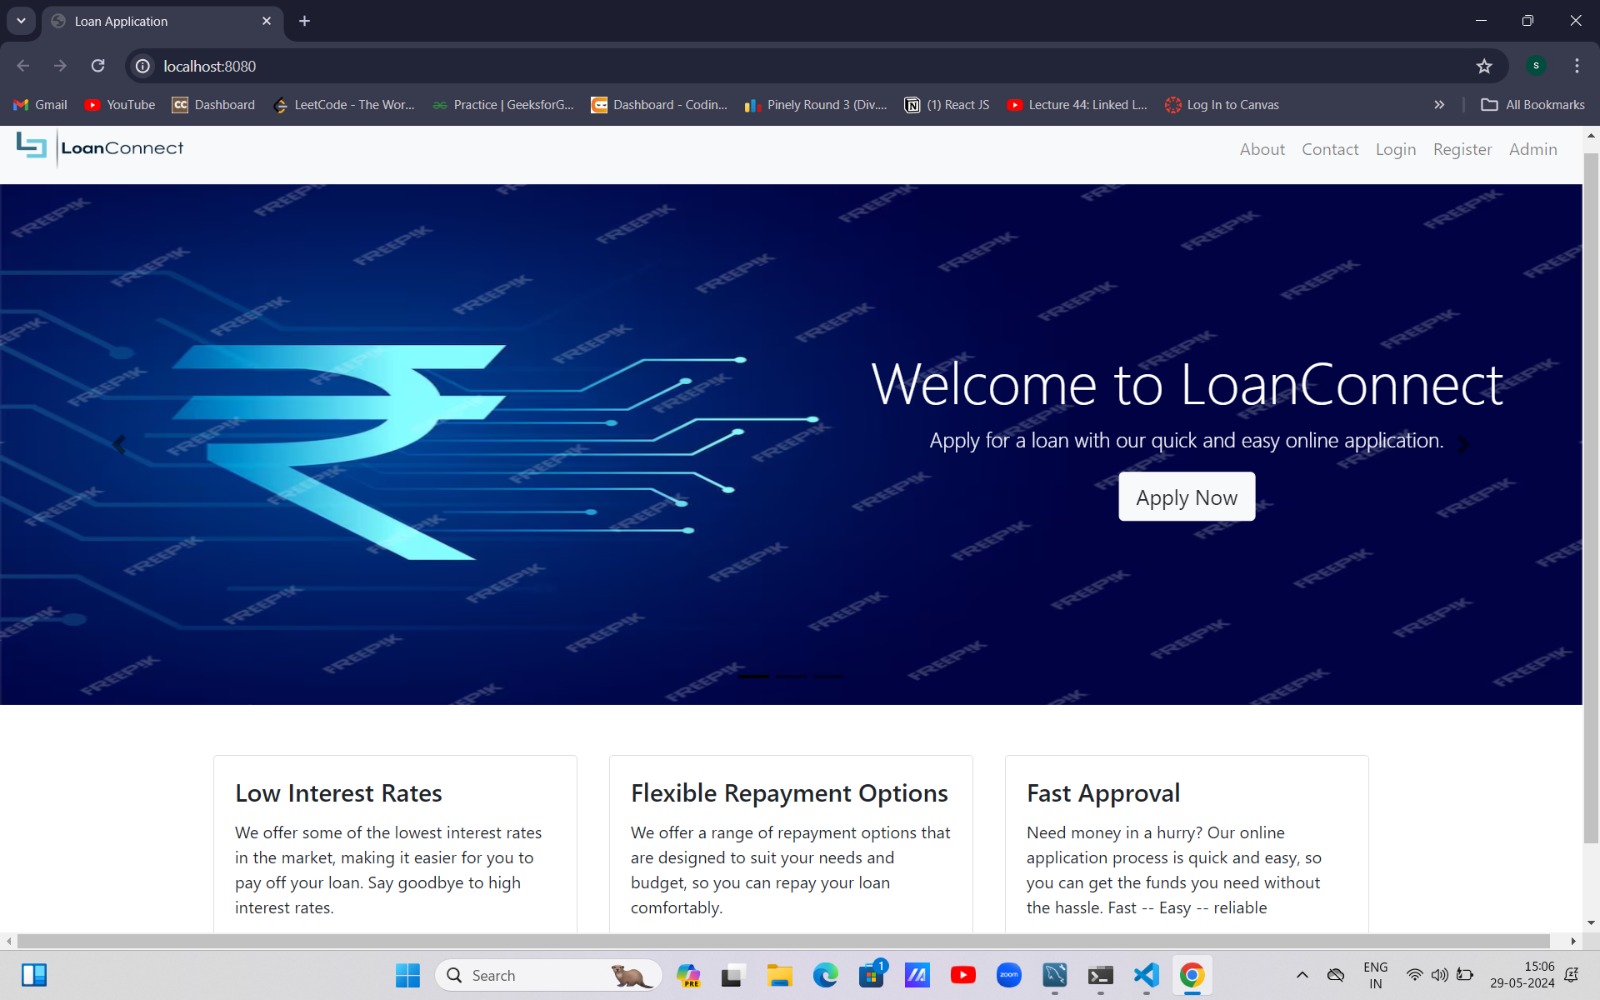 Loan Application
localhost:8080
S
Gmail
YouTube
CC Dashboard
LeetCode - The Wor...
Practice | GeeksforG...
Dashboard - Codin...
Pinely Round 3 (Div....
(1) React JS
Lecture 44: Linked L...
Log In to Canvas
All Bookmarks
LoanConnect
About Contact Login Register Admin
FREEPIK
Welcome to LoanConnect
Apply for a loan with our quick and easy online application.
Apply Now
Low Interest Rates
We offer some of the lowest interest rates
in the market, making it easier for you to
pay off your loan. Say goodbye to high
interest rates.
Flexible Repayment Options
We offer a range of repayment options that
are designed to suit your needs and
budget, so you can repay your loan
comfortably.
Fast Approval
Need money in a hurry? Our online
application process is quick and easy, so
you can get the funds you need without
the hassle. Fast -- Easy -- reliable
Search
PRE
1
zoom
ENG
IN
15:06
29-05-2024